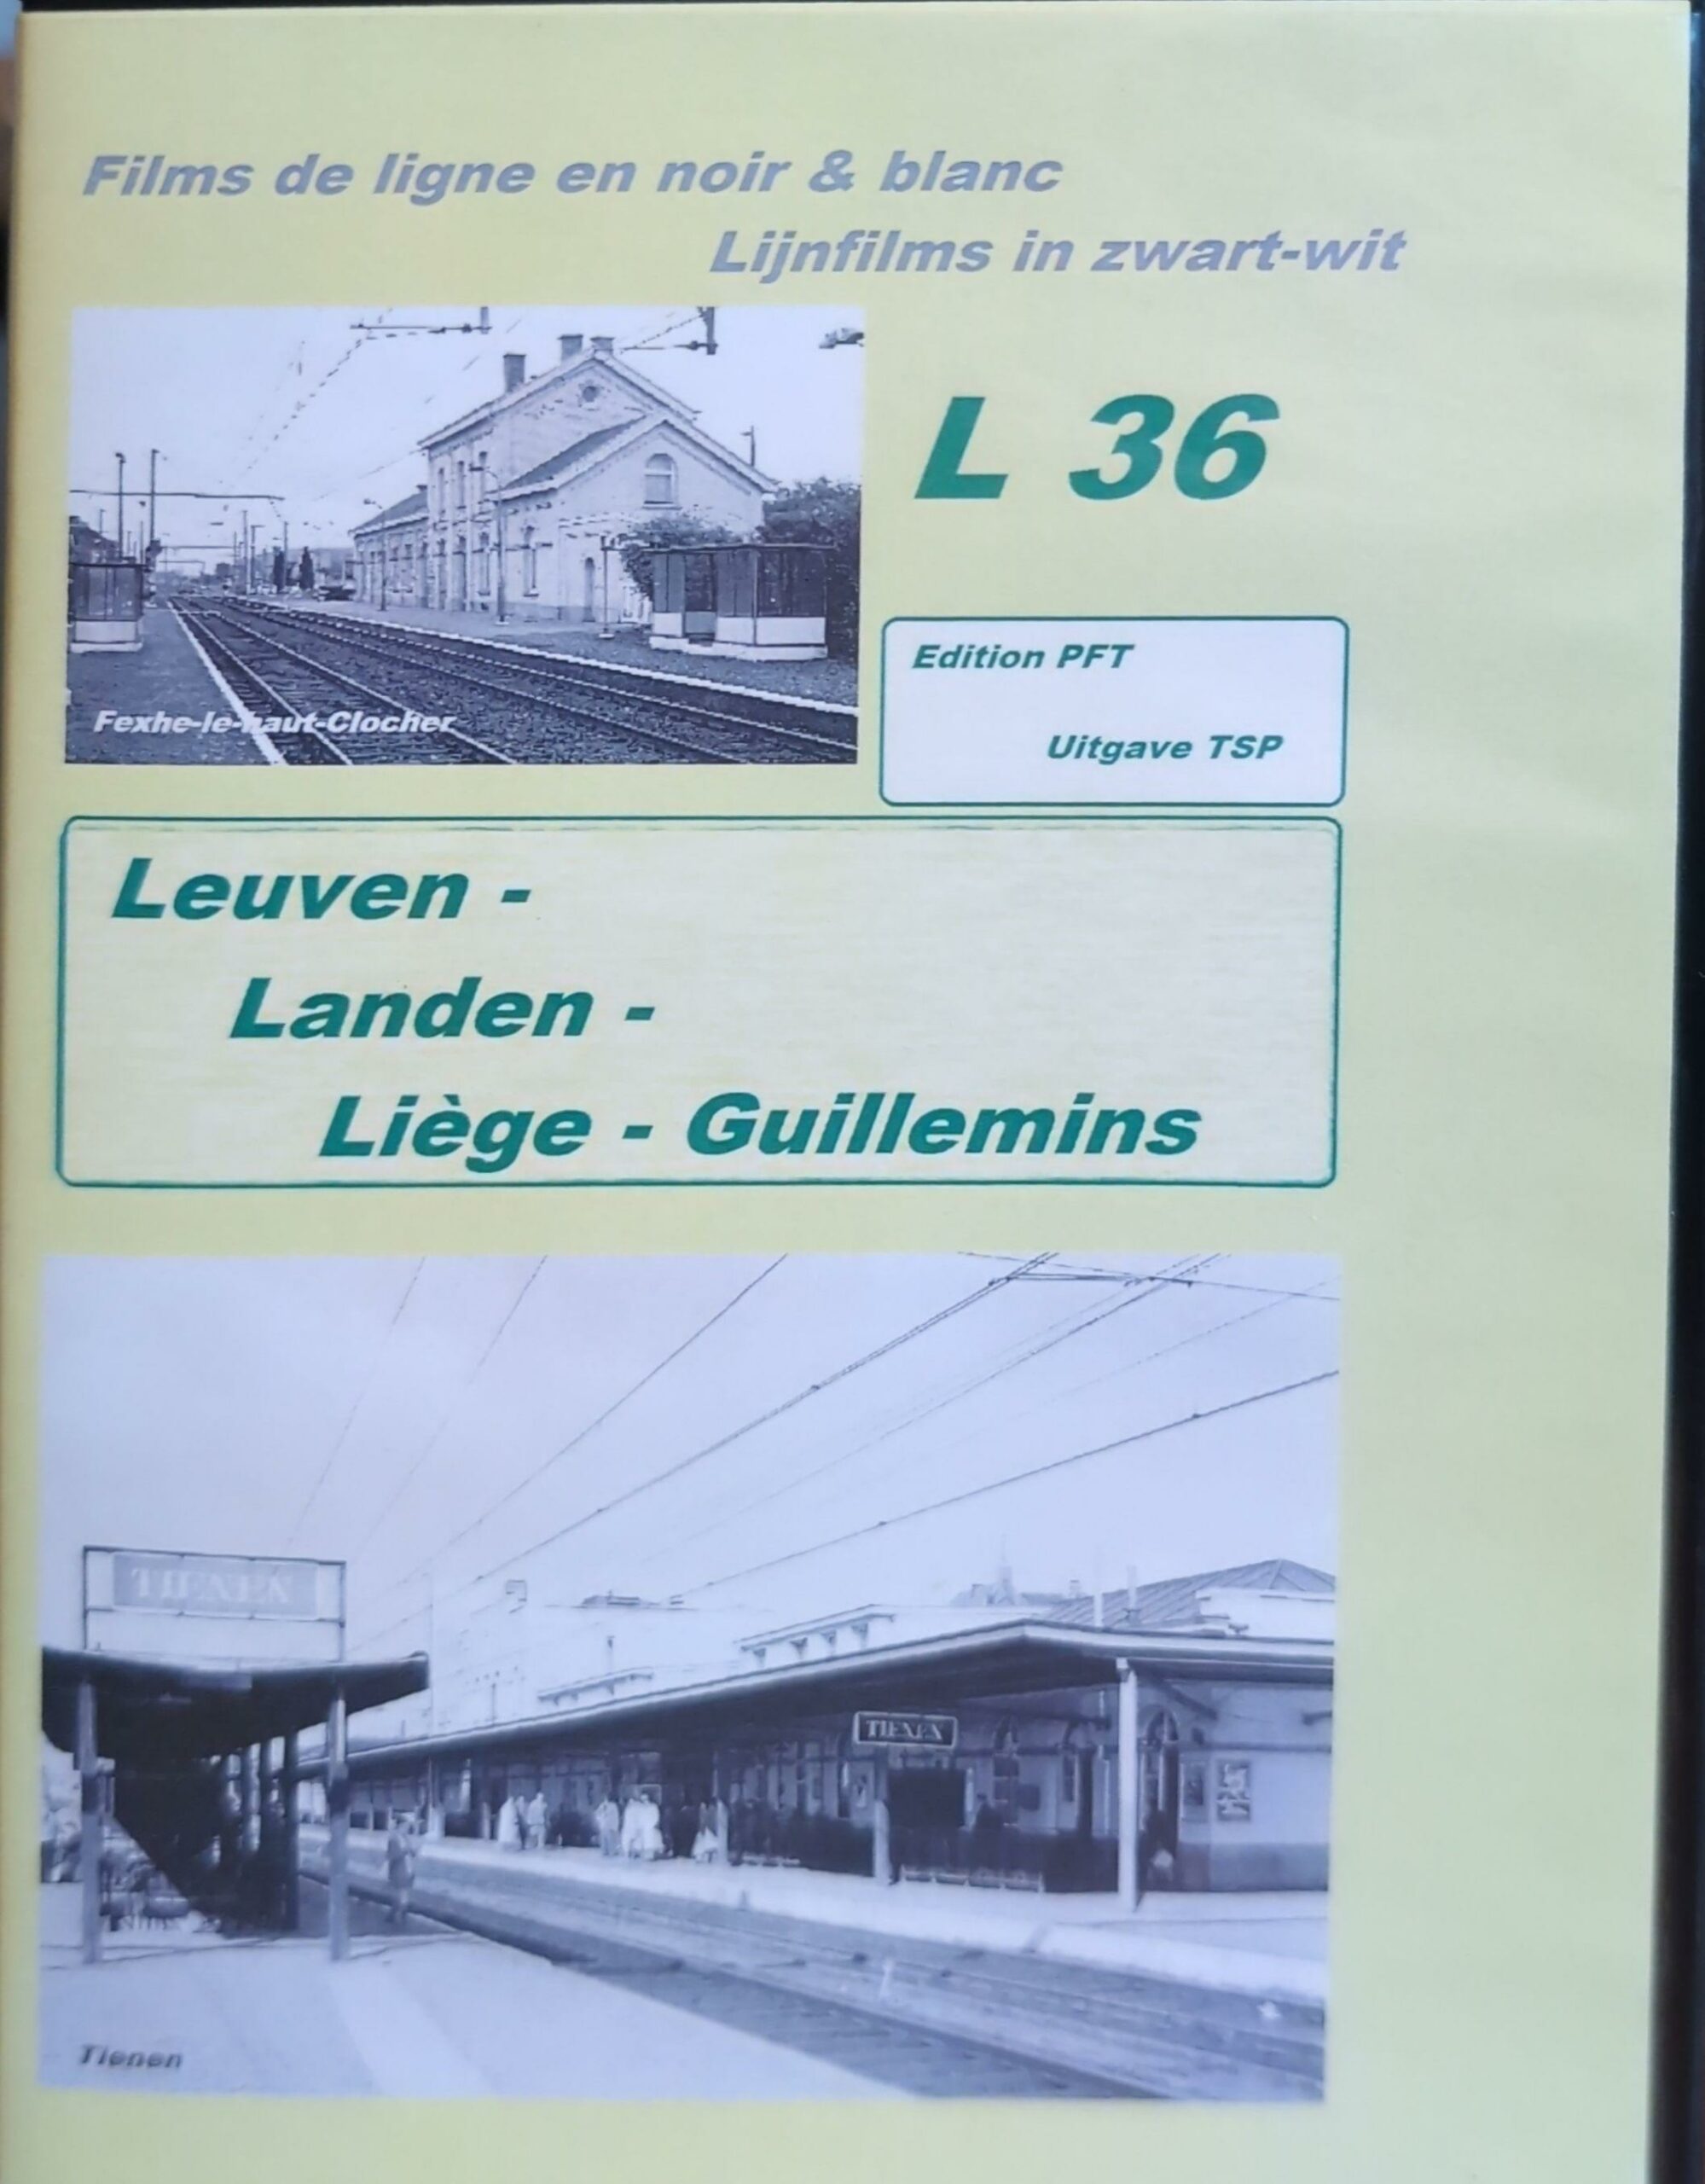 Films de ligne en noir & blanc
Lijnfilms in zwart-wit
L 36
Fexhe-le-haut-Clocher
Edition PFT
Uitgave TSP
Leuven -
Landen -
Liège - Guillemins
TIENEN
TIENEN
Tienen